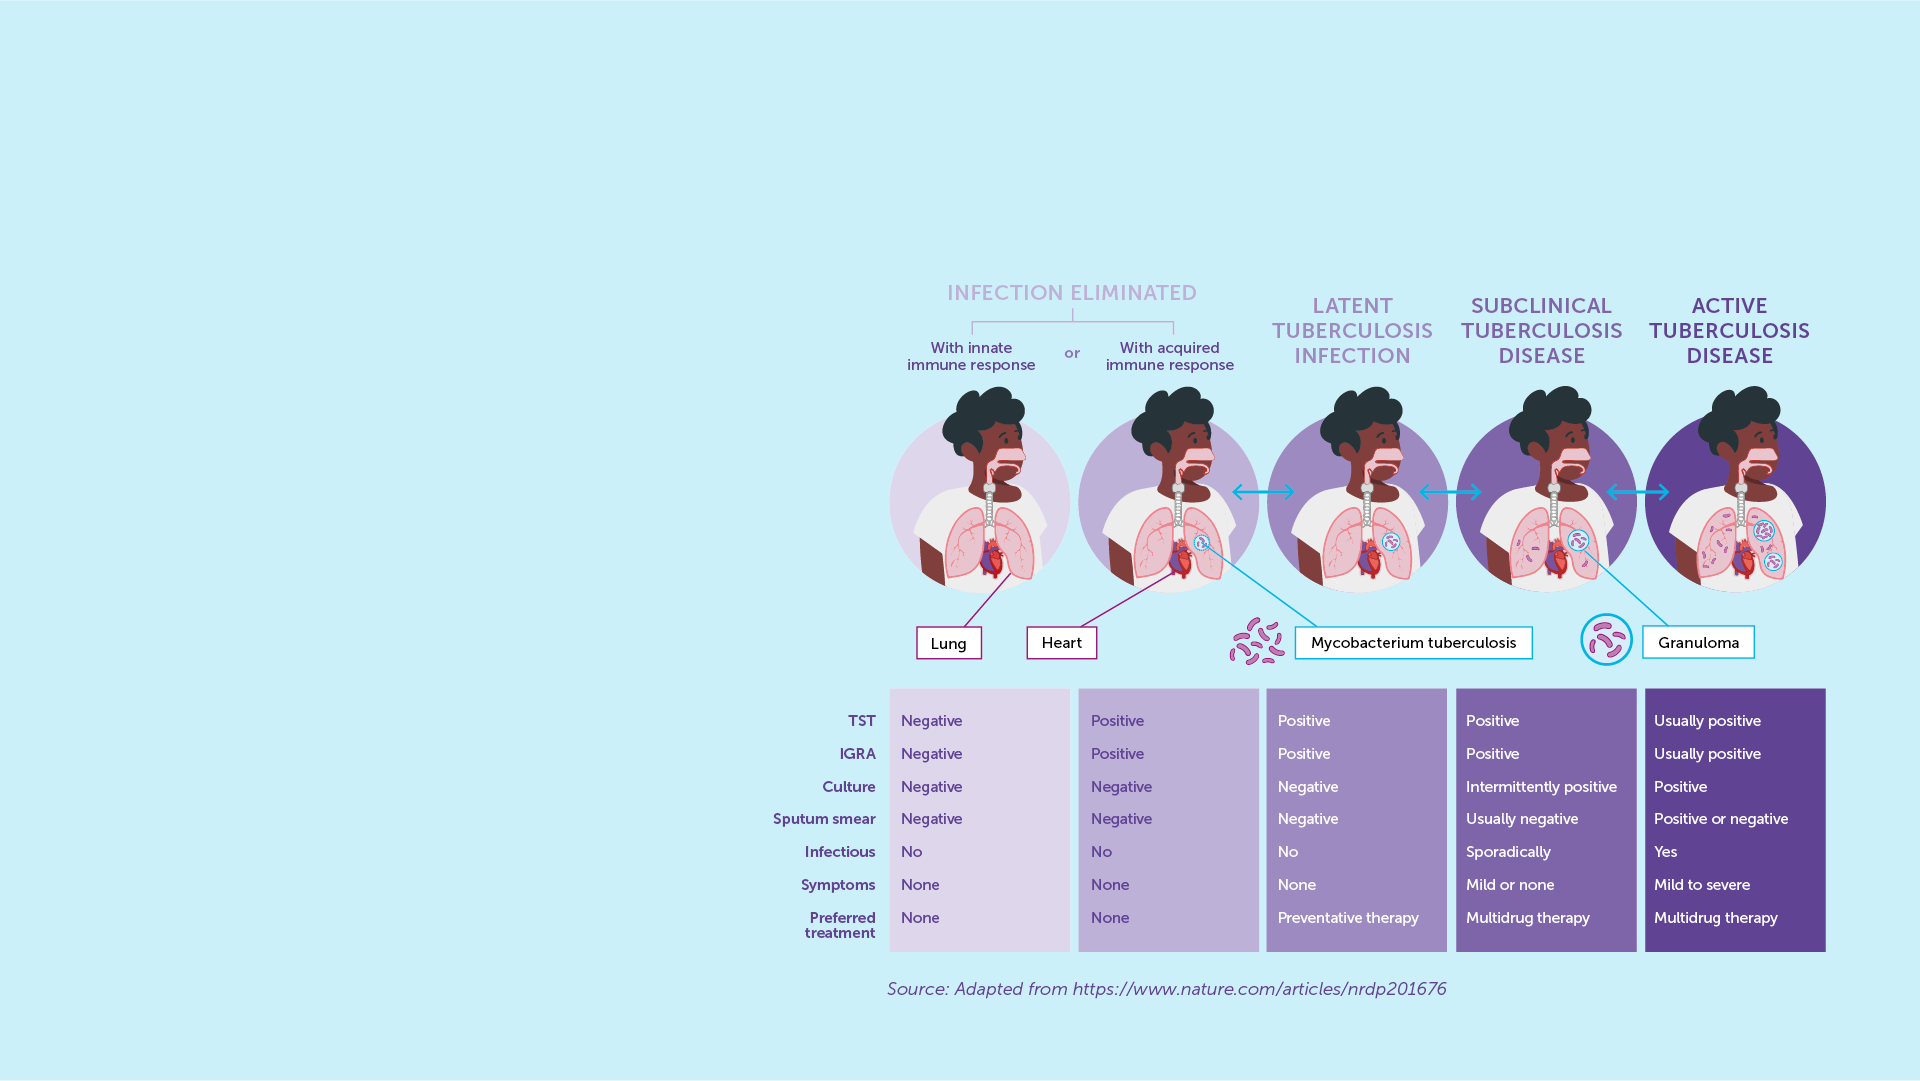 INFECTION ELIMINATED
With innate
immune response
or
With acquired
immune response
LATENT
TUBERCULOSIS
INFECTION
SUBCLINICAL
TUBERCULOSIS
DISEASE
ACTIVE
TUBERCULOSIS
DISEASE
Lung
Heart
Mycobacterium tuberculosis
Granuloma
TST Negative Positive Positive Positive Usually positive
IGRA Negative Positive Positive Positive Usually positive
Culture Negative Negative Negative Intermittently positive Positive
Sputum smear Negative Negative Negative Usually negative Positive or negative
Infectious No No No Sporadically Yes
Symptoms None None None Mild or none Mild to severe
Preferred None None Preventative therapy Multidrug therapy Multidrug therapy
treatment
Source: Adapted from https://www.nature.com/articles/nrdp201676